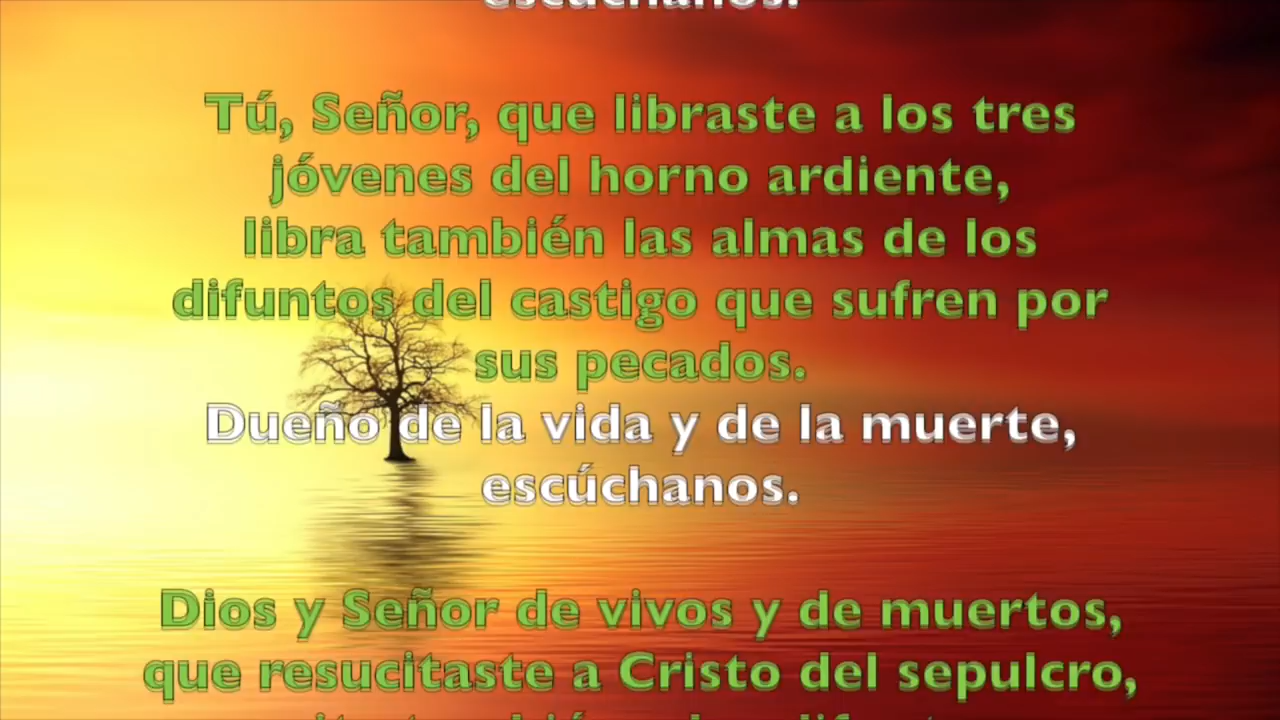 escúchanos.
Tú, Señor, que libraste a los tres
jóvenes del horno ardiente,
libra también las almas de los
difuntos del castigo que sufren por
sus pecados.
Dueño de la vida y de la muerte,
escúchanos.
Dios y Señor de vivos y de muertos,
que resucitaste a Cristo del sepulcro,